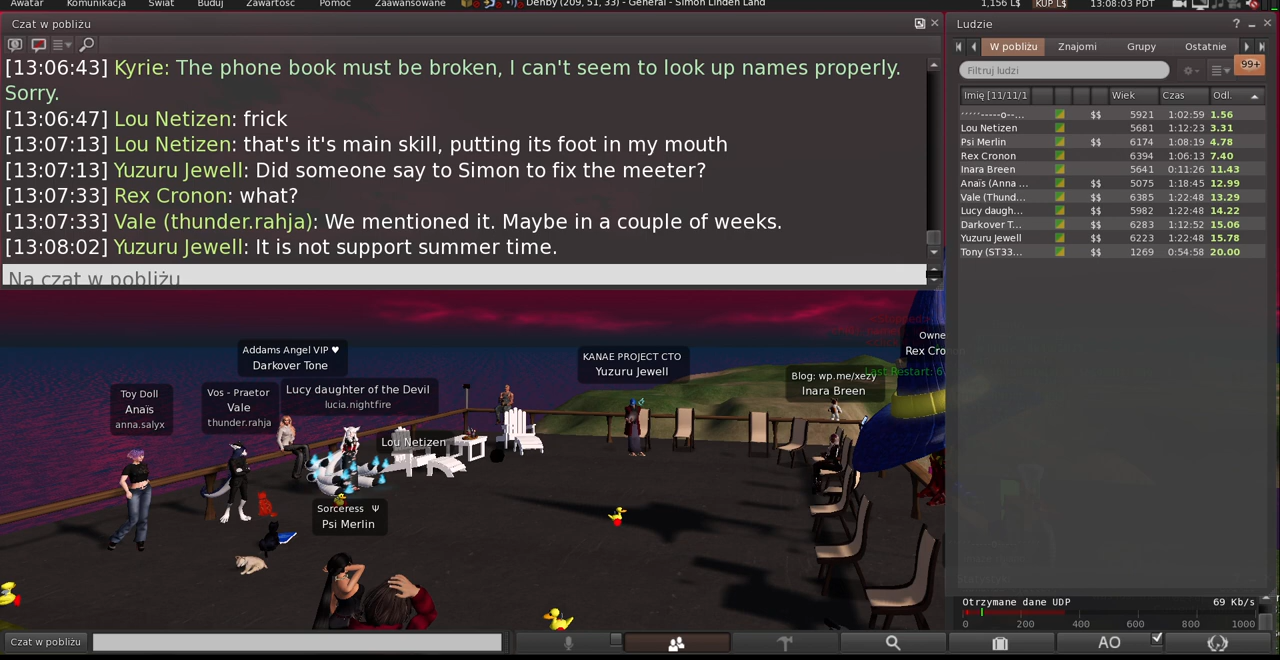 Awatar Komunikacja Świat Buduj Zawartość Pomoc Zaawansowane Denby (209, 51, 33) - General - Simon Linden Land 1,156 L$ KUP L$ 13:08:03 PDT
Czat w pobliżu
[13:06:43] Kyrie: The phone book must be broken, I can't seem to look up names properly.
Sorry.
[13:06:47] Lou Netizen: frick
[13:07:13] Lou Netizen: that's it's main skill, putting its foot in my mouth
[13:07:13] Yuzuru Jewell: Did someone say to Simon to fix the meeter?
[13:07:33] Rex Cronon: what?
[13:07:33] Vale (thunder.rahja): We mentioned it. Maybe in a couple of weeks.
[13:08:02] Yuzuru Jewell: It is not support summer time.
Na czat w pobliżu
Addams Angel VIP ♥
Darkover Tone
Toy Doll
Anaïs
anna.salyx
Vos - Praetor
Vale
thunder.rahja
Lucy daughter of the Devil
lucia.nightfire
Lou Netizen
Sorceress Ψ
Psi Merlin
KANAE PROJECT CTO
Yuzuru Jewell
Blog: wp.me/xezy
Inara Breen
Owne
Rex Cro
Last Restart: 6
Ludzie
? _ ×
W pobliżu Znajomi Grupy Ostatnie
Filtruj ludzi
99+
Imię [11/11/1 Wiek Czas Odl.
-----o--... $$ 5921 1:02:59 1.56
Lou Netizen 5681 1:12:23 3.31
Psi Merlin $$ 6174 1:08:19 4.78
Rex Cronon 6394 1:06:13 7.40
Inara Breen 5641 0:11:26 11.43
Anaïs (Anna ... $$ 5075 1:18:45 12.99
Vale (Thund... $$ 6385 1:22:48 13.29
Lucy daugh... $$ 5982 1:22:48 14.22
Darkover T... $$ 6283 1:12:52 15.06
Yuzuru Jewell $$ 6223 1:22:48 15.78
Tony (ST33... $$ 1269 0:54:58 20.00
Otrzymane dane UDP 69 Kb/s
0 200 400 600 800 1000
Czat w pobliżu
AO